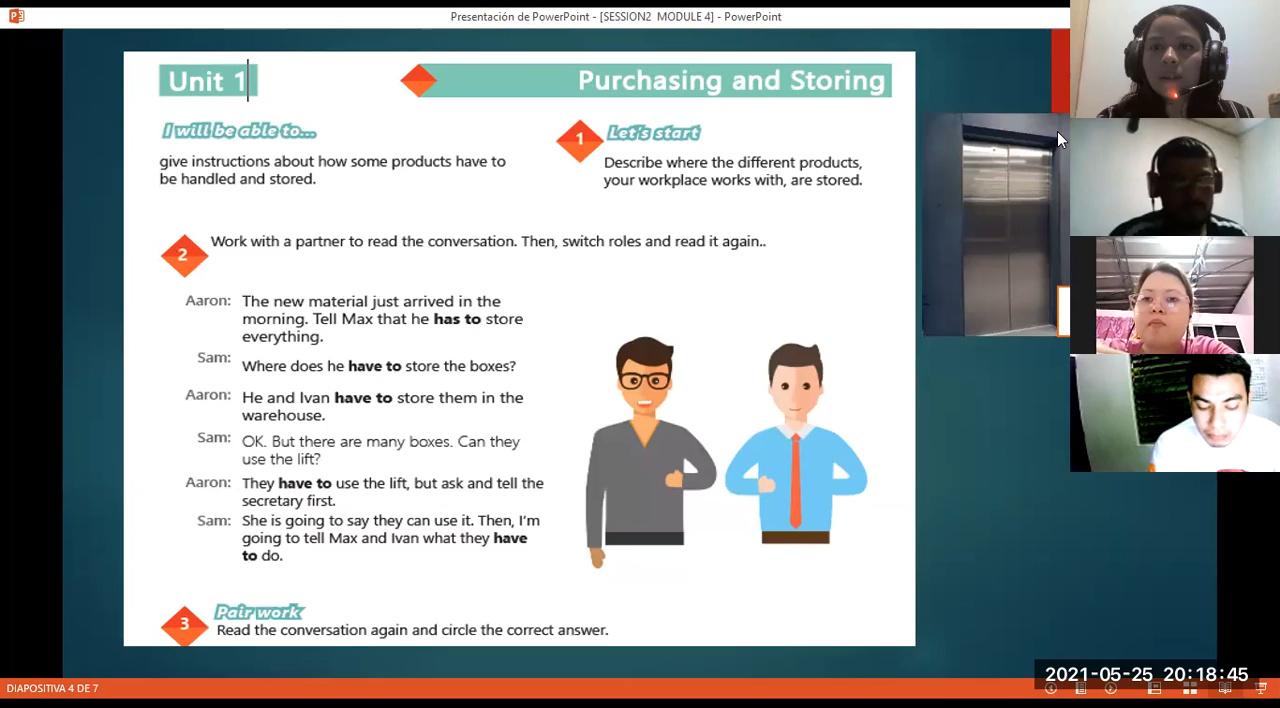 Presentación de PowerPoint - [SESSION2 MODULE 4] - PowerPoint
Unit 1
Purchasing and Storing
I will be able to...
give instructions about how some products have to
be handled and stored.
1
Let's start
Describe where the different products,
your workplace works with, are stored.
2
Work with a partner to read the conversation. Then, switch roles and read it again..
Aaron: The new material just arrived in the
morning. Tell Max that he has to store
everything.
Sam: Where does he have to store the boxes?
Aaron: He and Ivan have to store them in the
warehouse.
Sam: OK. But there are many boxes. Can they
use the lift?
Aaron: They have to use the lift, but ask and tell the
secretary first.
Sam: She is going to say they can use it. Then, I'm
going to tell Max and Ivan what they have
to do.
3
Pair work
Read the conversation again and circle the correct answer.
2021-05-25 20:18:45
DIAPOSITIVA 4 DE 7